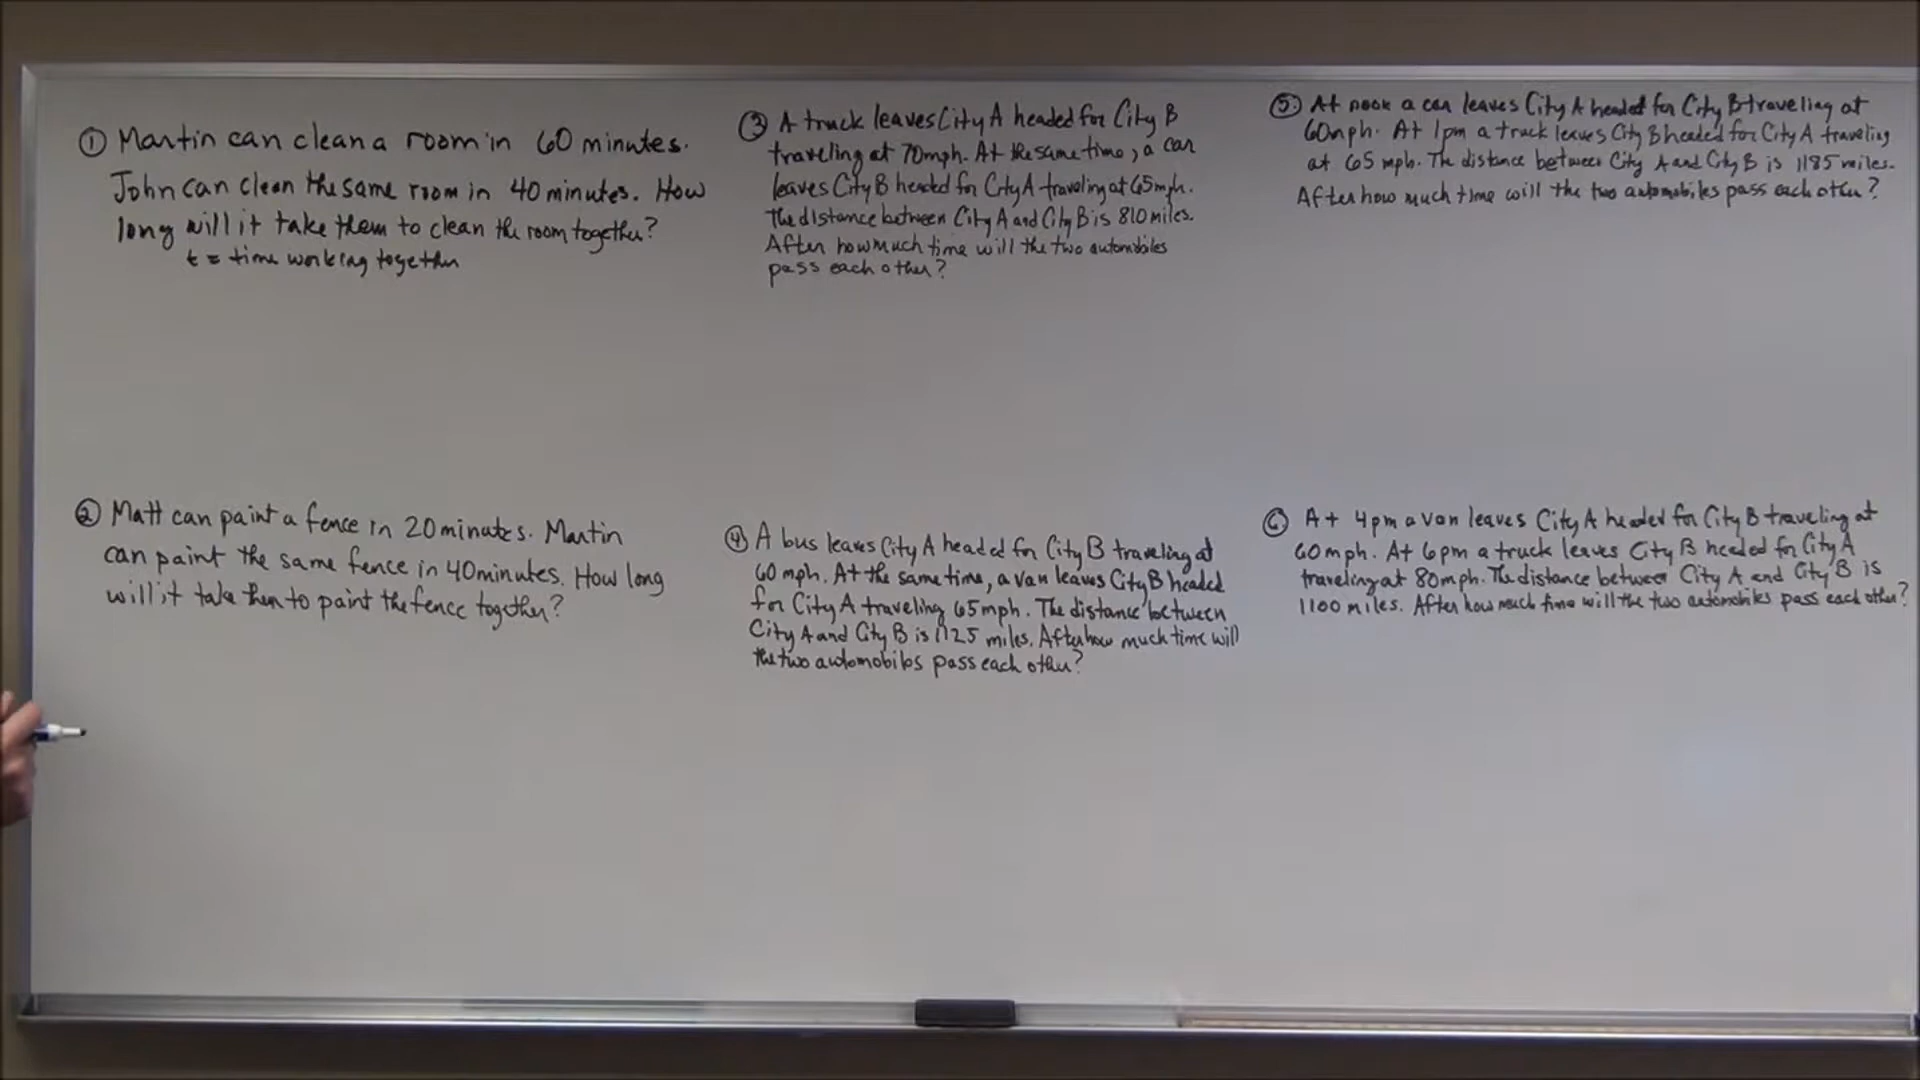 ① Martin can clean a room in 60 minutes.
John can clean the same room in 40 minutes. How
long will it take them to clean the room together?
t = time working together
② Matt can paint a fence in 20 minutes. Martin
can paint the same fence in 40 minutes. How long
will it take them to paint the fence together?
③ A truck leaves City A headed for City B
traveling at 70mph. At the same time, a car
leaves City B headed for City A traveling at 65mph.
The distance between City A and City B is 810 miles.
After how much time will the two automobiles
pass each other?
④ A bus leaves City A headed for City B traveling at
60 mph. At the same time, a van leaves City B headed
for City A traveling 65 mph. The distance between
City A and City B is 1125 miles. After how much time will
the two automobiles pass each other?
⑤ At noon a car leaves City A headed for City B traveling at
60mph. At 1pm a truck leaves City B headed for City A traveling
at 65 mph. The distance between City A and City B is 1185 miles.
After how much time will the two automobiles pass each other?
⑥ At 4pm a van leaves City A headed for City B traveling at
60mph. At 6pm a truck leaves City B headed for City A
traveling at 80mph. The distance between City A and City B is
1100 miles. After how much time will the two automobiles pass each other?